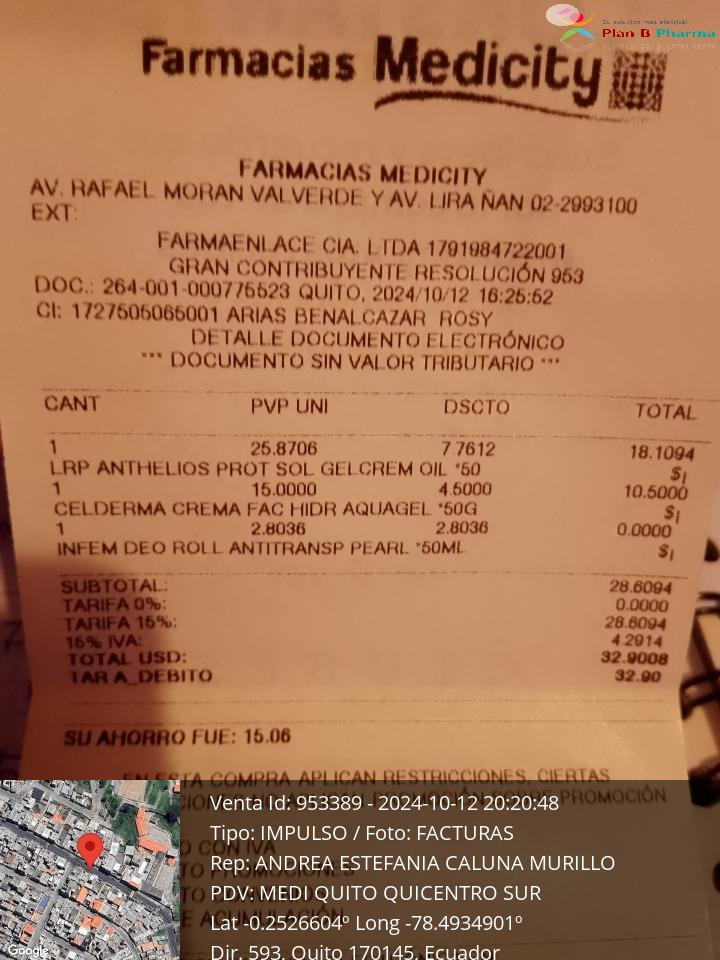 Su solución más efectiva!
Plan B Pharma
Farmacias Medicity
FARMACIAS MEDICITY
AV. RAFAEL MORAN VALVERDE Y AV. LIRA ÑAN 02-2993100
EXT:
FARMAENLACE CIA. LTDA 1791984722001
GRAN CONTRIBUYENTE RESOLUCIÓN 953
DOC.: 264-001-000775523 QUITO, 2024/10/12 16:25:52
CI: 1727505065001 ARIAS BENALCAZAR ROSY
DETALLE DOCUMENTO ELECTRÓNICO
*** DOCUMENTO SIN VALOR TRIBUTARIO ***
CANT PVP UNI DSCTO TOTAL
1 25.8706 7.7612 18.1094
LRP ANTHELIOS PROT SOL GELCREM OIL *50 $¡
1 15.0000 4.5000 10.5000
CELDERMA CREMA FAC HIDR AQUAGEL *50G $¡
1 2.8036 2.8036 0.0000
INFEM DEO ROLL ANTITRANSP PEARL *50ML $¡
SUBTOTAL: 28.6094
TARIFA 0%: 0.0000
TARIFA 15%: 28.6094
15% IVA: 4.2914
TOTAL USD: 32.9008
TAR A_DEBITO 32.90
SU AHORRO FUE: 15.06
EN ESTA COMPRA APLICAN RESTRICCIONES, CIERTAS
PROMOCIÓN
Venta Id: 953389 - 2024-10-12 20:20:48
Tipo: IMPULSO / Foto: FACTURAS
Rep: ANDREA ESTEFANIA CALUNA MURILLO
PDV: MEDI QUITO QUICENTRO SUR
Lat -0.2526604º Long -78.4934901º
Dir. 593, Quito 170145, Ecuador
Google